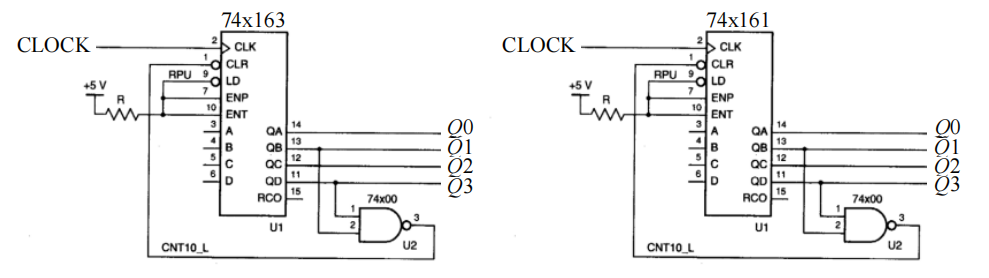 74x163
CLOCK
2
CLK
1
CLR
RPU
9
LD
+5 V
R
7
ENP
10
ENT
3
A
QA
14
Q0
4
B
QB
13
Q1
5
C
QC
12
Q2
6
D
QD
11
Q3
RCO
15
74x00
1
2
3
U1
U2
CNT10_L
74x161
CLOCK
2
CLK
1
CLR
RPU
9
LD
+5 V
R
7
ENP
10
ENT
3
A
QA
14
Q0
4
B
QB
13
Q1
5
C
QC
12
Q2
6
D
QD
11
Q3
RCO
15
74x00
1
2
3
U1
U2
CNT10_L